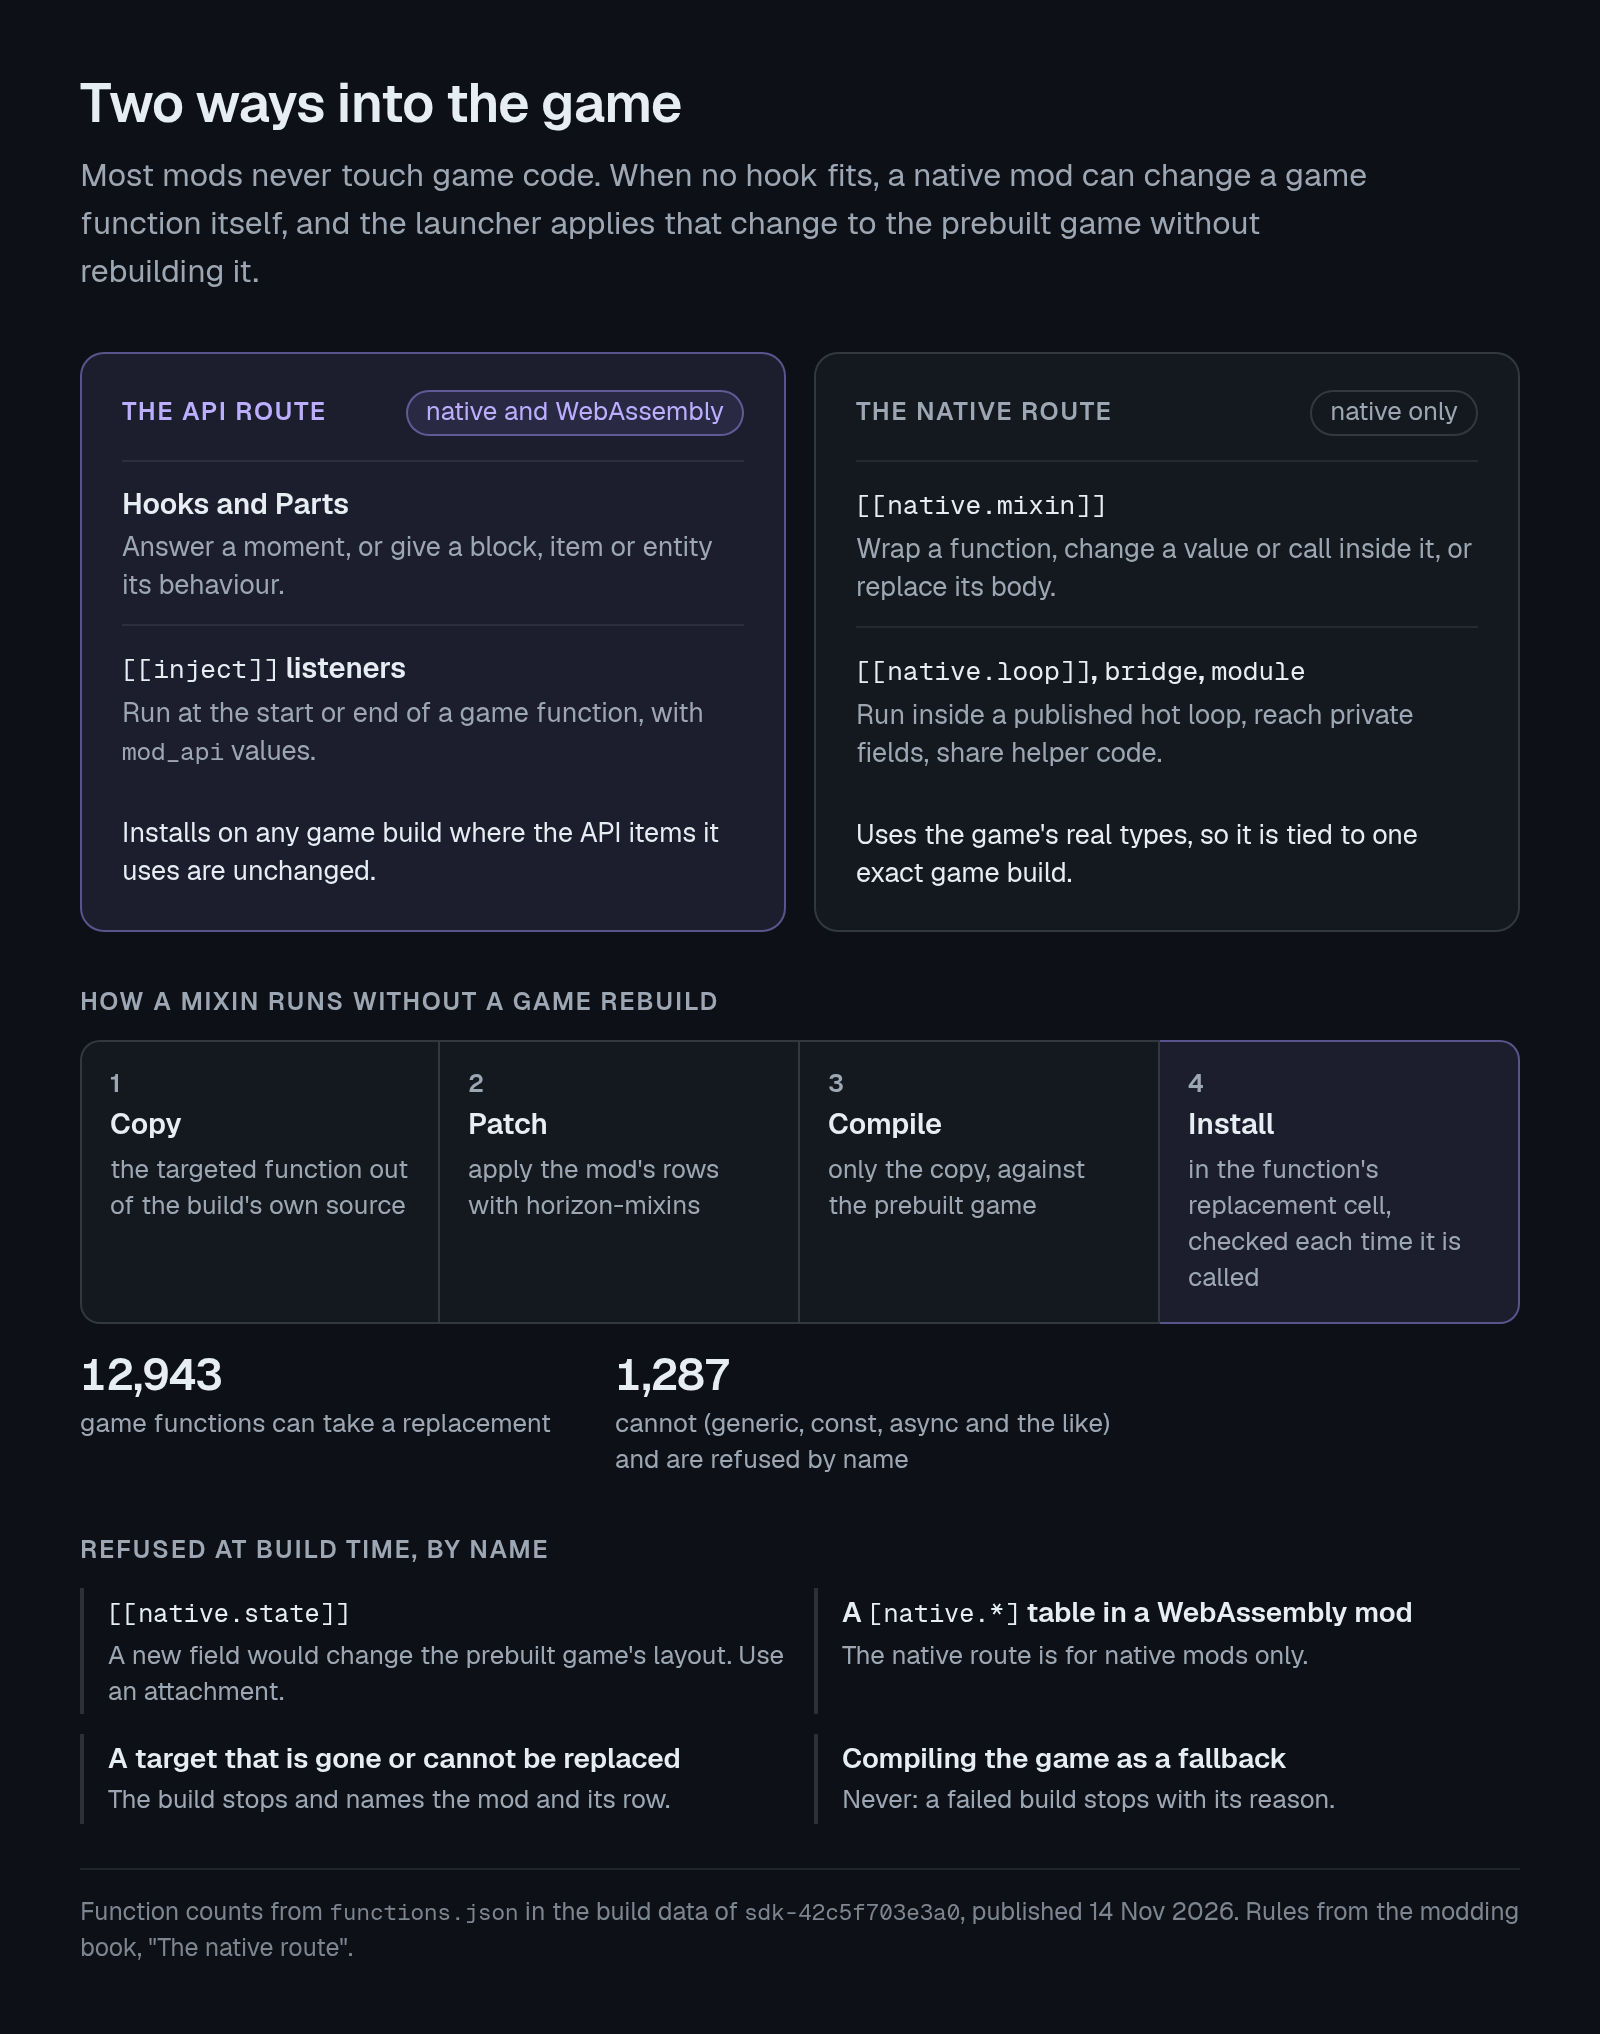 Two ways into the game
Most mods never touch game code. When no hook fits, a native mod can change a game
function itself, and the launcher applies that change to the prebuilt game without
rebuilding it.
THE API ROUTE
native and WebAssembly
Hooks and Parts
Answer a moment, or give a block, item or entity
its behaviour.
[[inject]] listeners
Run at the start or end of a game function, with
mod_api values.
Installs on any game build where the API items it
uses are unchanged.
THE NATIVE ROUTE
native only
[[native.mixin]]
Wrap a function, change a value or call inside it, or
replace its body.
[[native.loop]], bridge, module
Run inside a published hot loop, reach private
fields, share helper code.
Uses the game's real types, so it is tied to one
exact game build.
HOW A MIXIN RUNS WITHOUT A GAME REBUILD
1
Copy
the targeted function out
of the build's own source
2
Patch
apply the mod's rows
with horizon-mixins
3
Compile
only the copy, against
the prebuilt game
4
Install
in the function's
replacement cell,
checked each time it is
called
12,943
game functions can take a replacement
1,287
cannot (generic, const, async and the like)
and are refused by name
REFUSED AT BUILD TIME, BY NAME
[[native.state]]
A new field would change the prebuilt game's layout. Use
an attachment.
A [native.*] table in a WebAssembly mod
The native route is for native mods only.
A target that is gone or cannot be replaced
The build stops and names the mod and its row.
Compiling the game as a fallback
Never: a failed build stops with its reason.
Function counts from functions.json in the build data of sdk-42c5f703e3a0, published 14 Nov 2026. Rules from the modding
book, "The native route".